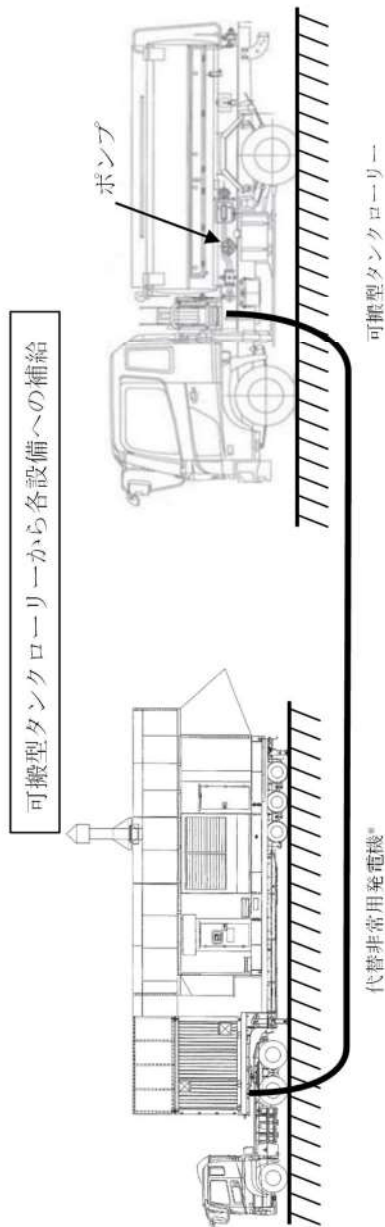 可搬型タンクローリーから各設備への補給
ポンプ
代替非常用発電機※
可搬型タンクローリー